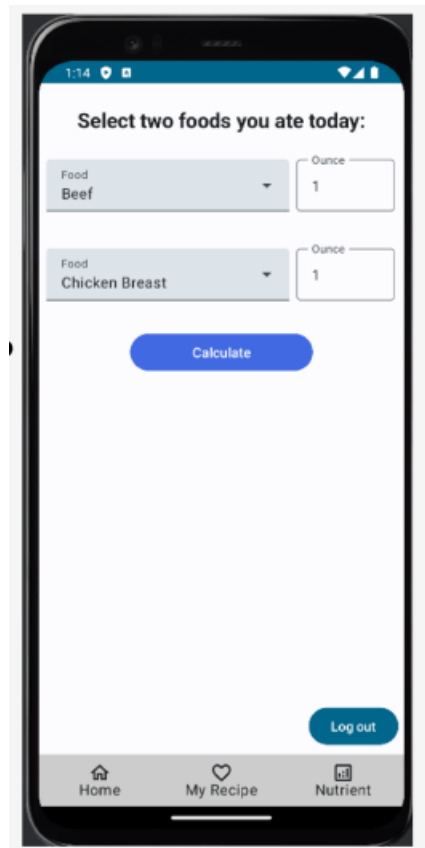 1:14
Select two foods you ate today:
Food
Beef
Ounce
1
Food
Chicken Breast
Ounce
1
Calculate
Log out
Home
My Recipe
Nutrient